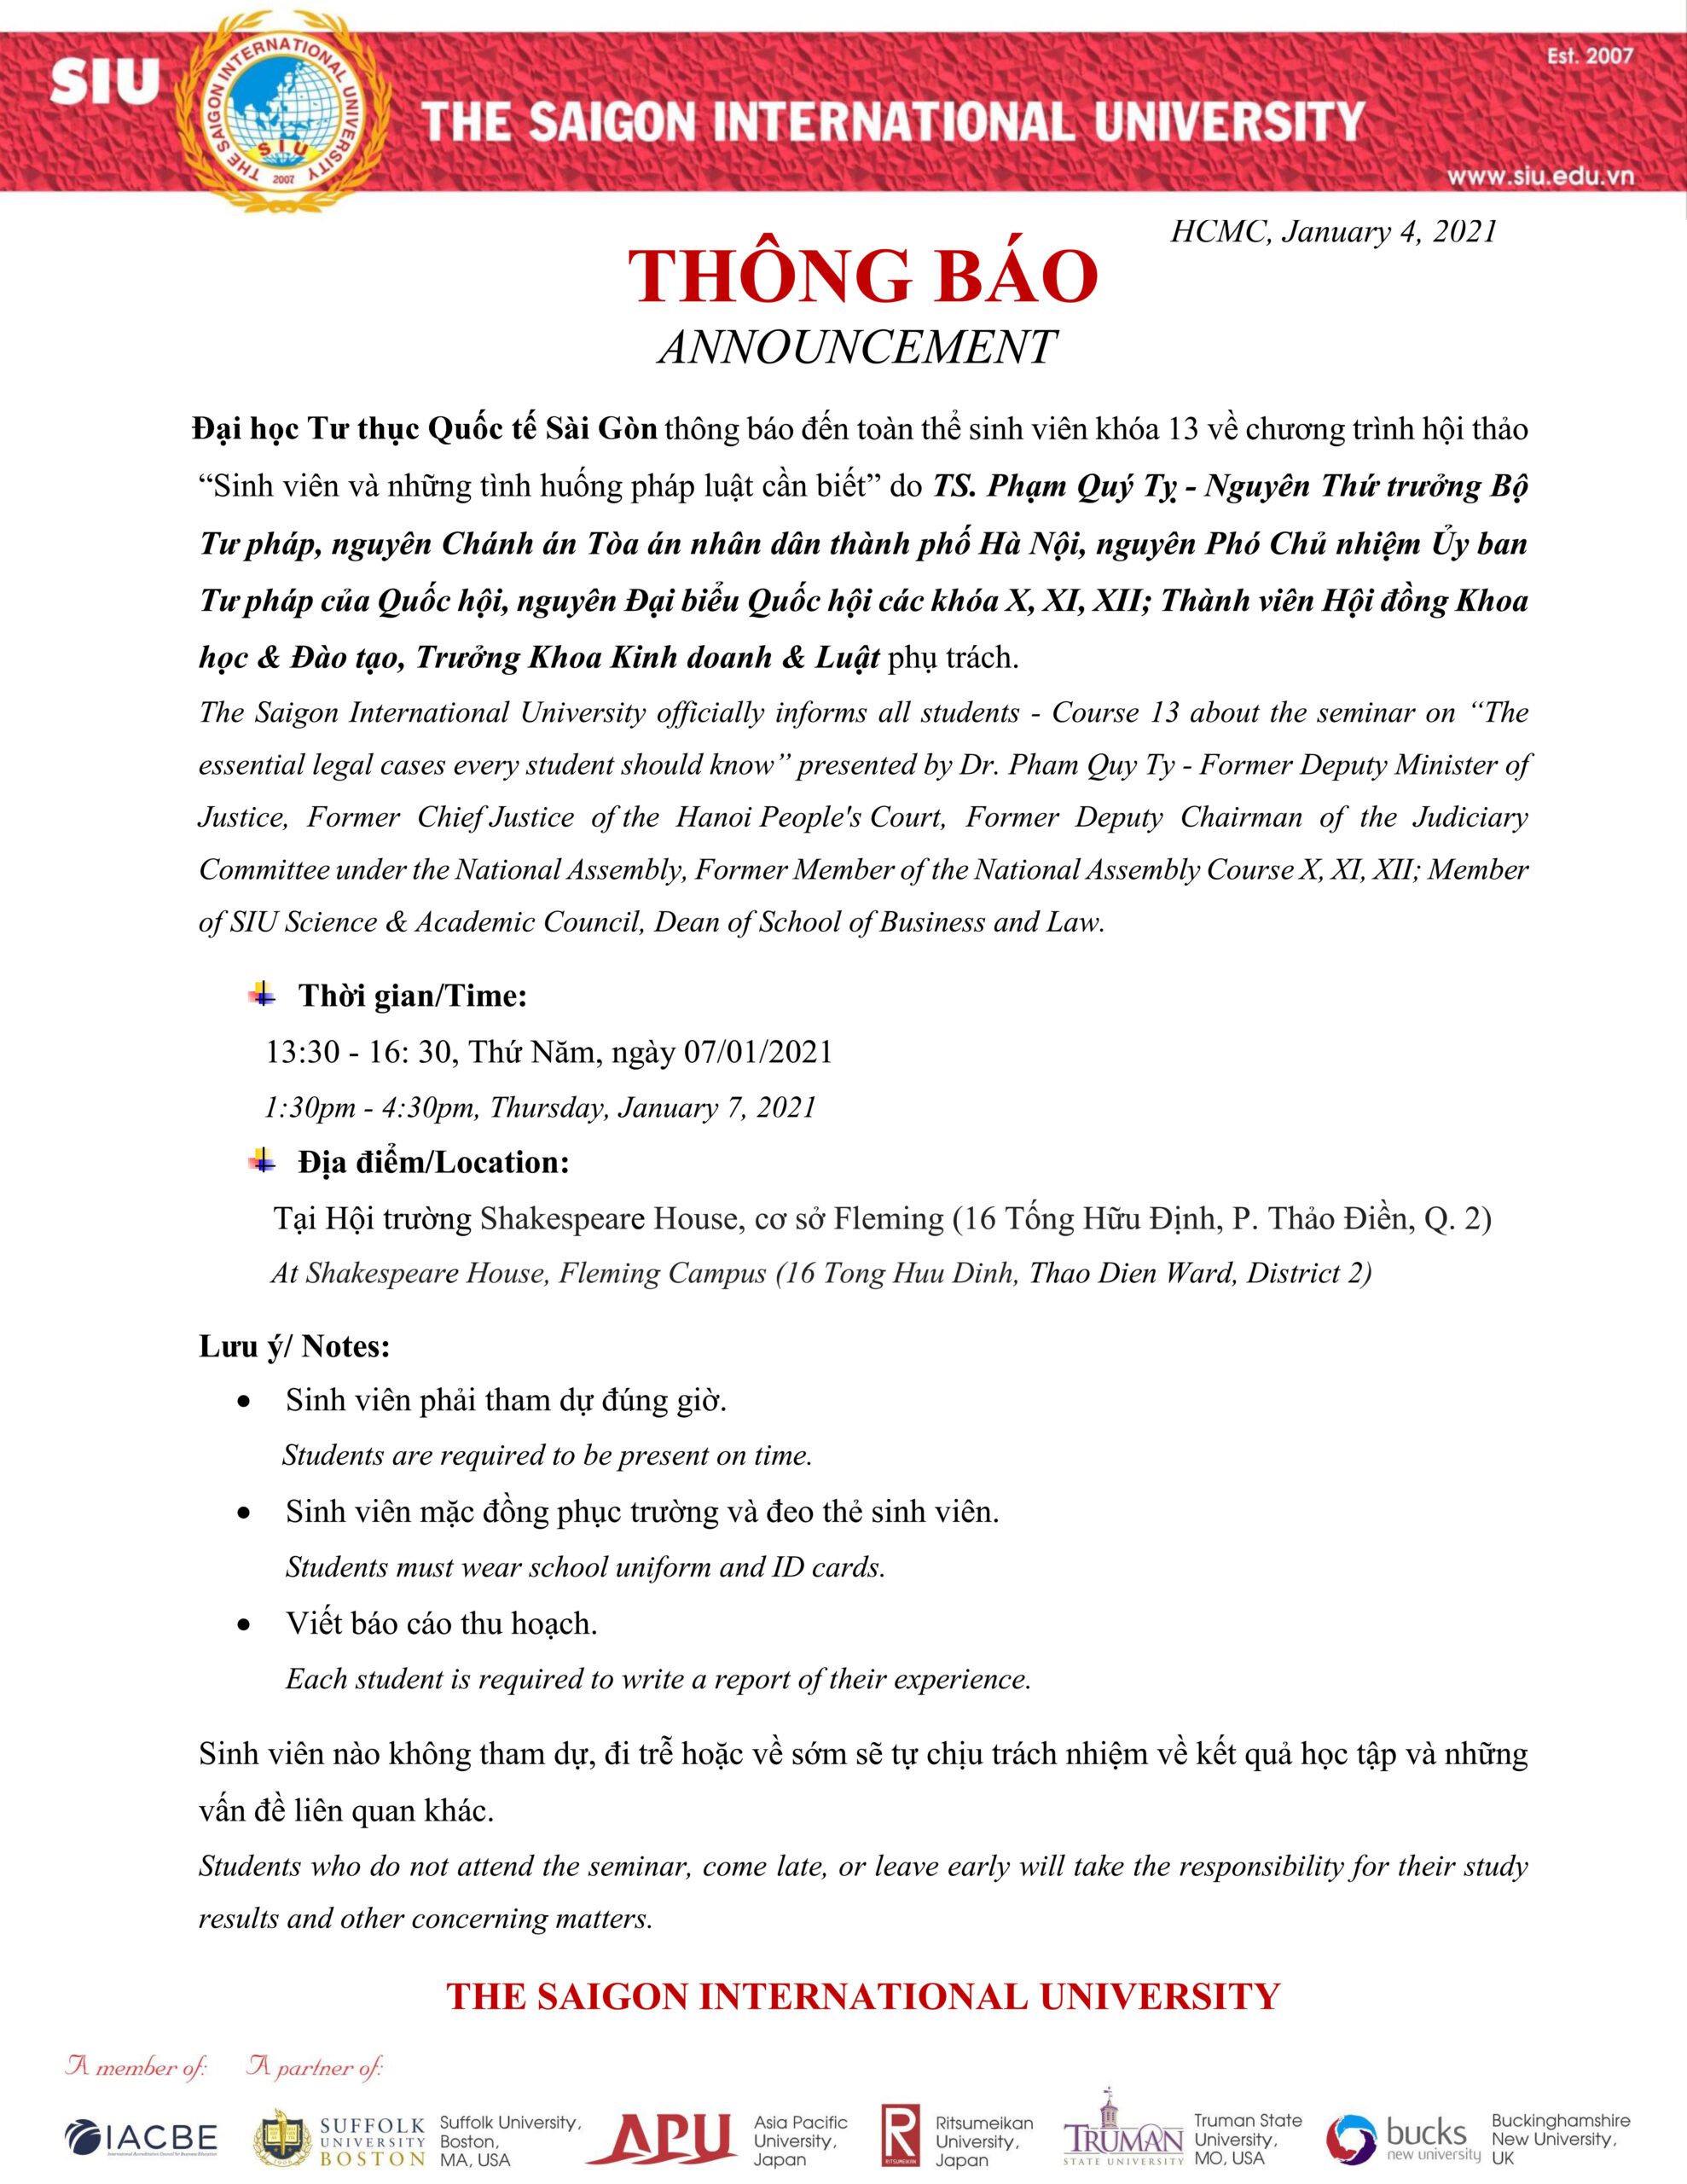 SIU
THE SAIGON INTERNATIONAL UNIVERSITY
SIU
2007
Est. 2007
THE SAIGON INTERNATIONAL UNIVERSITY
www.siu.edu.vn
HCMC, January 4, 2021
THÔNG BÁO
ANNOUNCEMENT
Đại học Tư thục Quốc tế Sài Gòn thông báo đến toàn thể sinh viên khóa 13 về chương trình hội thảo
“Sinh viên và những tình huống pháp luật cần biết” do TS. Phạm Quý Tỵ - Nguyên Thứ trưởng Bộ
Tư pháp, nguyên Chánh án Tòa án nhân dân thành phố Hà Nội, nguyên Phó Chủ nhiệm Ủy ban
Tư pháp của Quốc hội, nguyên Đại biểu Quốc hội các khóa X, XI, XII; Thành viên Hội đồng Khoa
học & Đào tạo, Trưởng Khoa Kinh doanh & Luật phụ trách.
The Saigon International University officially informs all students - Course 13 about the seminar on “The
essential legal cases every student should know” presented by Dr. Pham Quy Ty - Former Deputy Minister of
Justice, Former Chief Justice of the Hanoi People's Court, Former Deputy Chairman of the Judiciary
Committee under the National Assembly, Former Member of the National Assembly Course X, XI, XII; Member
of SIU Science & Academic Council, Dean of School of Business and Law.
Thời gian/Time:
13:30 - 16: 30, Thứ Năm, ngày 07/01/2021
1:30pm - 4:30pm, Thursday, January 7, 2021
Địa điểm/Location:
Tại Hội trường Shakespeare House, cơ sở Fleming (16 Tống Hữu Định, P. Thảo Điền, Q. 2)
At Shakespeare House, Fleming Campus (16 Tong Huu Dinh, Thao Dien Ward, District 2)
Lưu ý/ Notes:
• Sinh viên phải tham dự đúng giờ.
Students are required to be present on time.
• Sinh viên mặc đồng phục trường và đeo thẻ sinh viên.
Students must wear school uniform and ID cards.
• Viết báo cáo thu hoạch.
Each student is required to write a report of their experience.
Sinh viên nào không tham dự, đi trễ hoặc về sớm sẽ tự chịu trách nhiệm về kết quả học tập và những
vấn đề liên quan khác.
Students who do not attend the seminar, come late, or leave early will take the responsibility for their study
results and other concerning matters.
THE SAIGON INTERNATIONAL UNIVERSITY
A member of: A partner of:
IACBE
SUFFOLK
UNIVERSITY
BOSTON
Suffolk University,
Boston,
MA, USA
APU
Asia Pacific
University,
Japan
R
RITSUMEIKAN
Ritsumeikan
University,
Japan
TRUMAN
STATE UNIVERSITY
Truman State
University,
MO, USA
bucks
new university
Buckinghamshire
New University,
UK